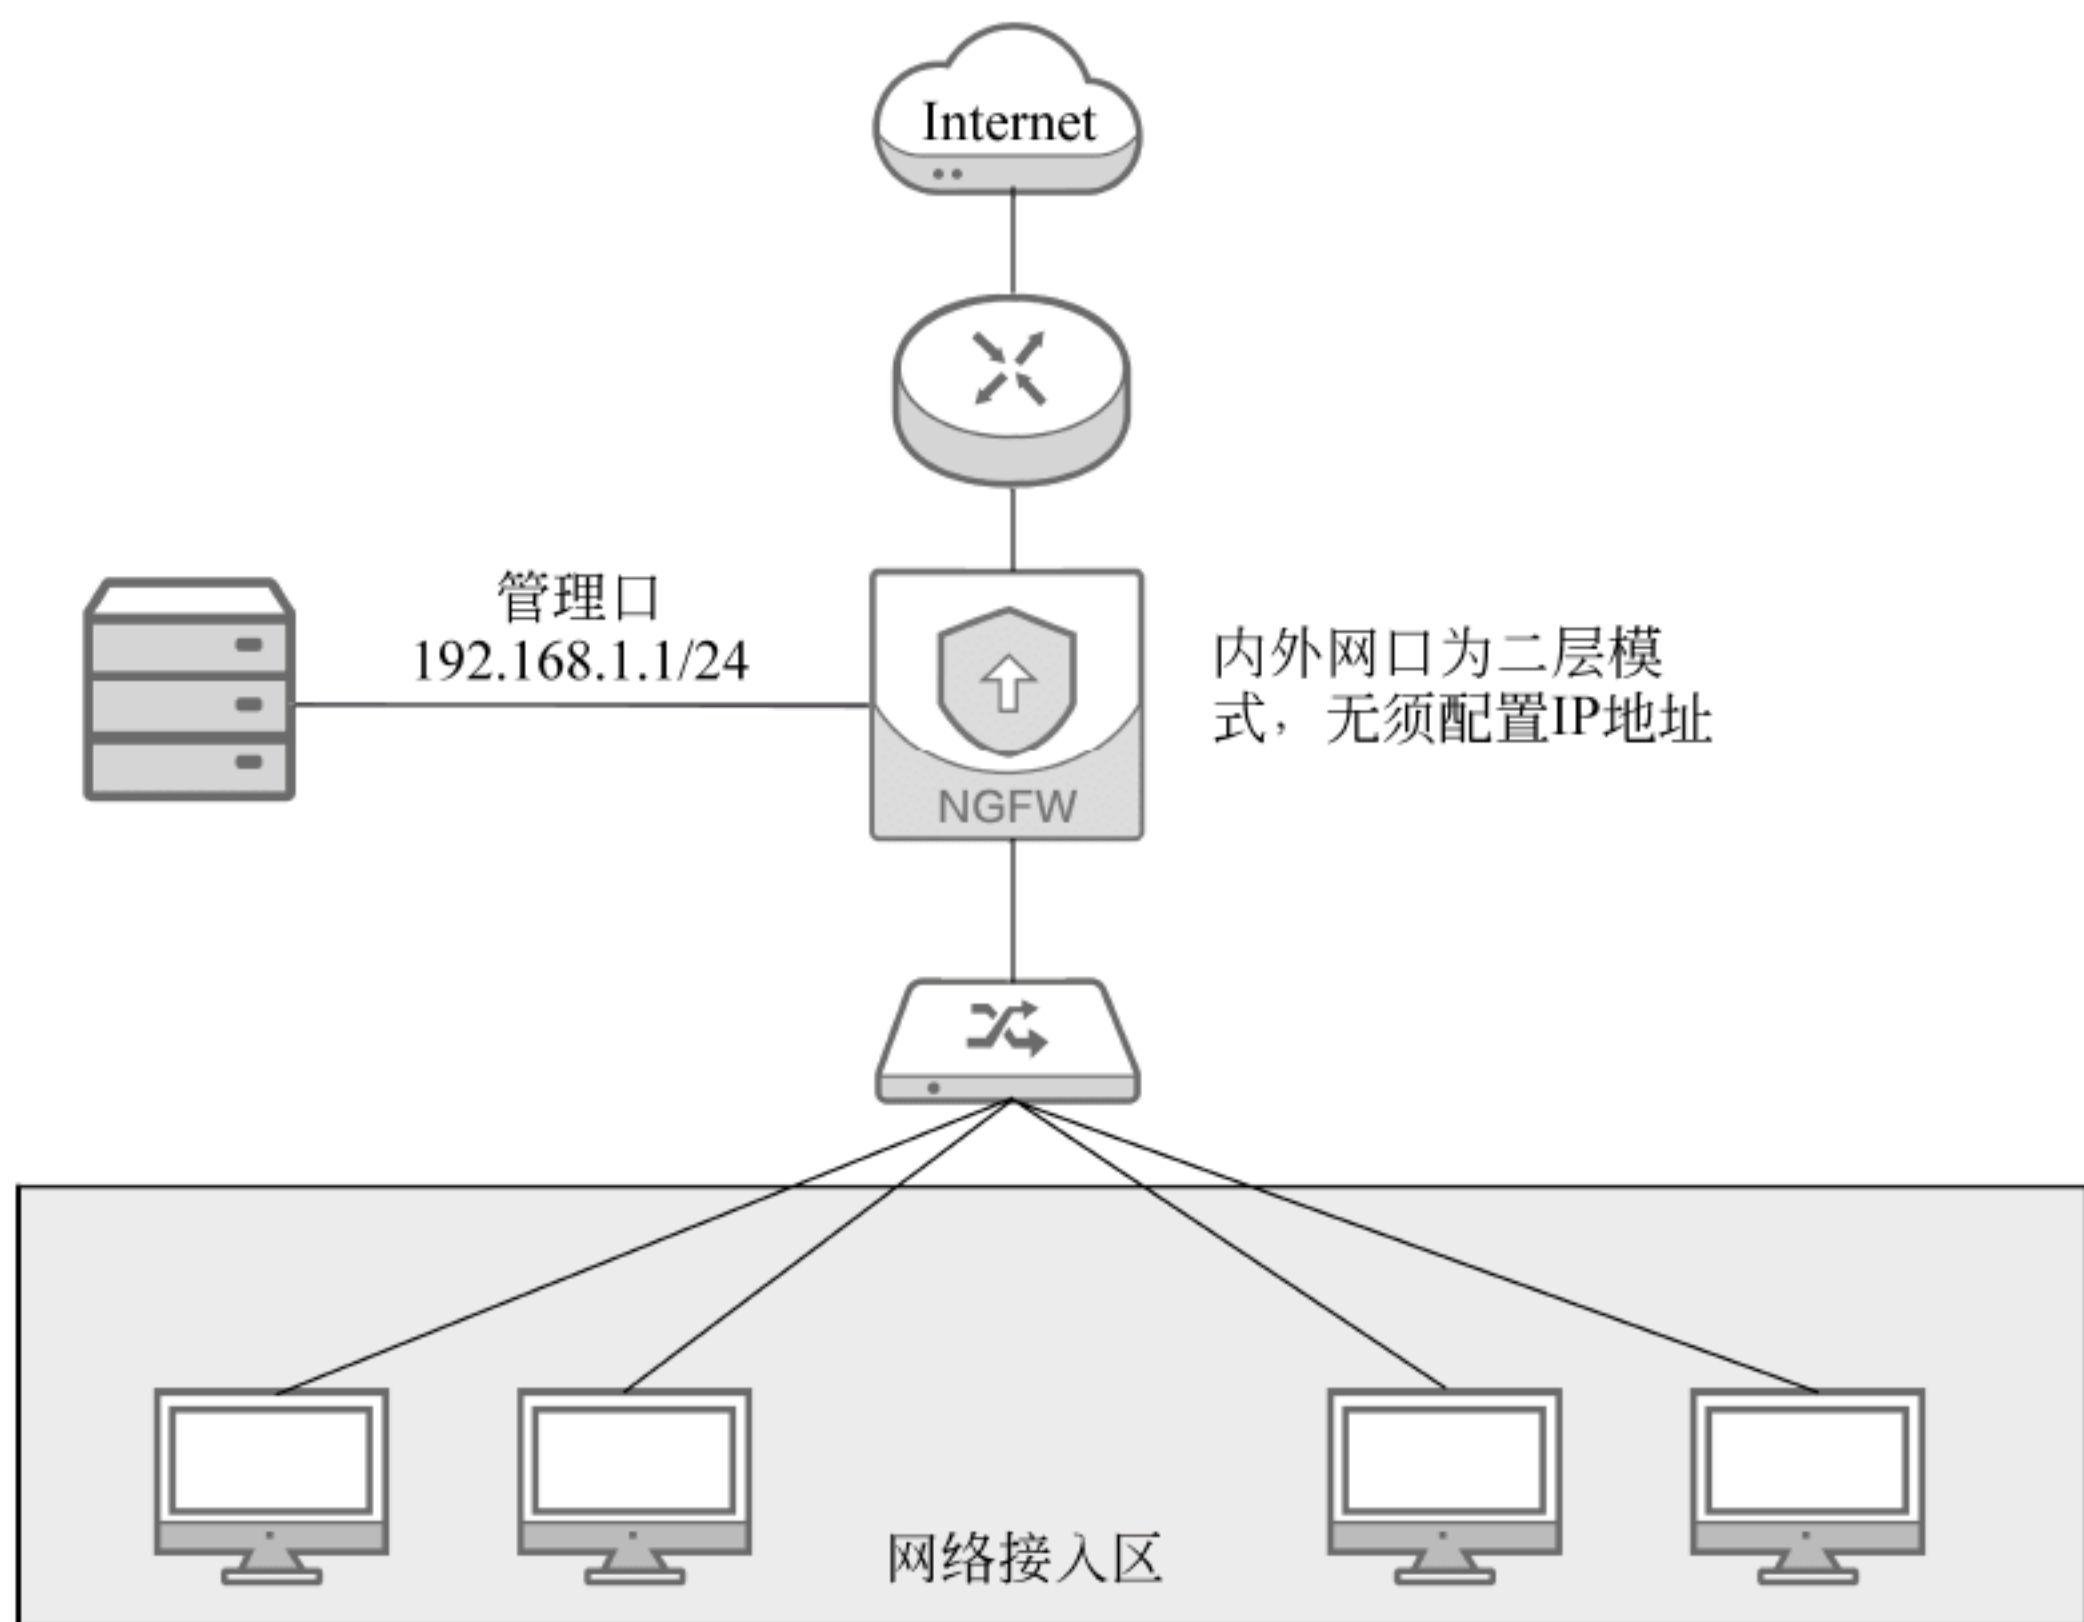 Internet
管理口
192.168.1.1/24
内外网口为二层模
式，无须配置IP地址
NGFW
网络接入区